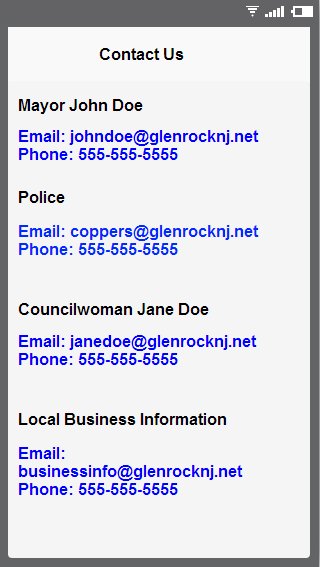 Contact Us
Mayor John Doe
Email: johndoe@glenrocknj.net
Phone: 555-555-5555
Police
Email: coppers@glenrocknj.net
Phone: 555-555-5555
Councilwoman Jane Doe
Email: janedoe@glenrocknj.net
Phone: 555-555-5555
Local Business Information
Email:
businessinfo@glenrocknj.net
Phone: 555-555-5555